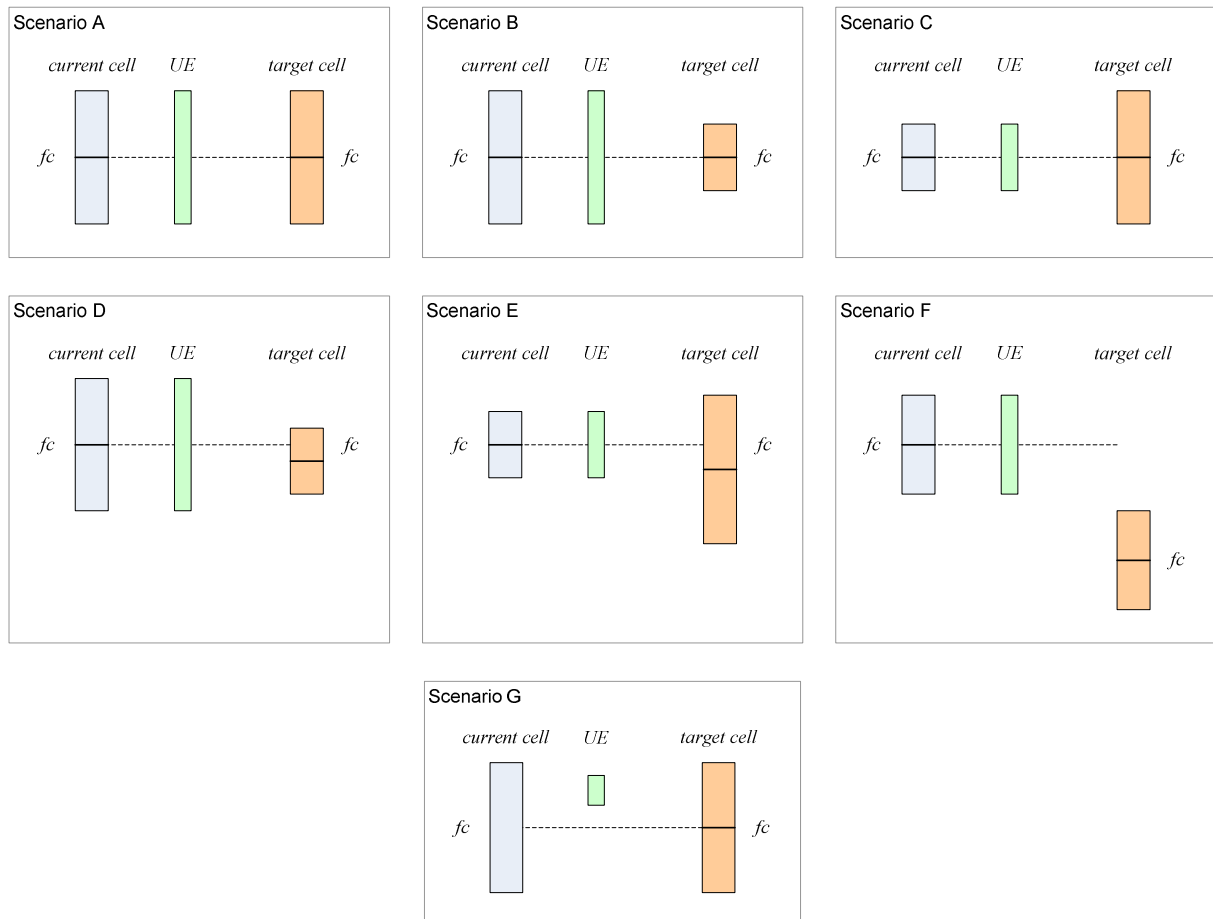 Scenario A
current cell UE target cell
fc fc
Scenario B
current cell UE target cell
fc fc
Scenario C
current cell UE target cell
fc fc
Scenario D
current cell UE target cell
fc fc
Scenario E
current cell UE target cell
fc fc
Scenario F
current cell UE target cell
fc
fc
Scenario G
current cell UE target cell
fc fc